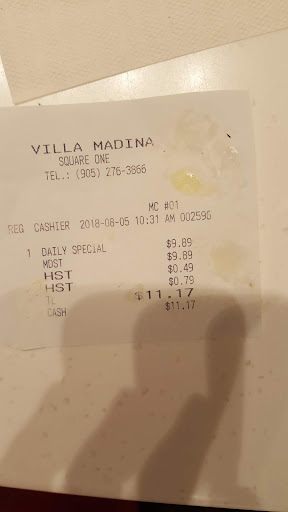 VILLA MADINA
SQUARE ONE
TEL.: (905) 276-3866
MC #01
REG CASHIER 2018-08-05 10:31 AM 002590
1 DAILY SPECIAL $9.89
MDST $9.89
HST $0.49
HST $0.79
TL $11.17
CASH $11.17